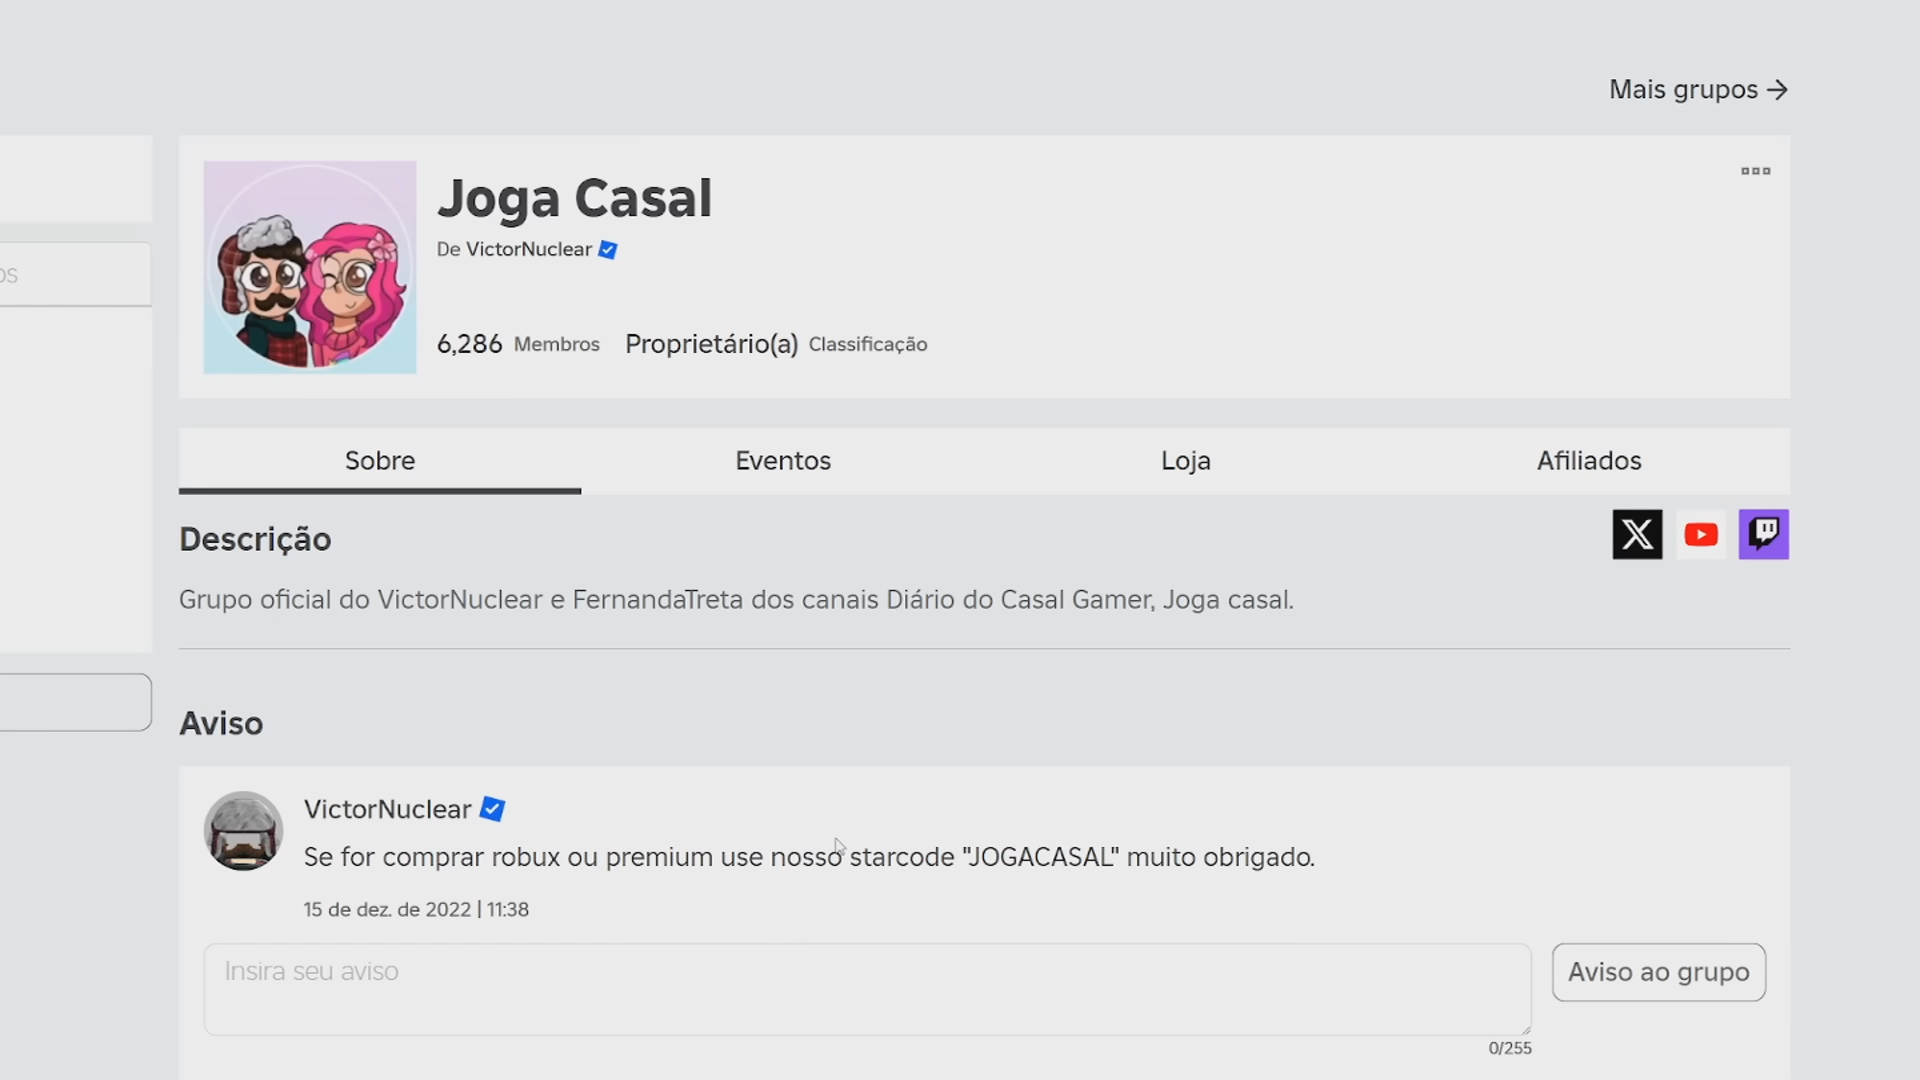 Mais grupos →
os
Joga Casal
De VictorNuclear
6,286 Membros Proprietário(a) Classificação
Sobre Eventos Loja Afiliados
Descrição
Grupo oficial do VictorNuclear e FernandaTreta dos canais Diário do Casal Gamer, Joga casal.
Aviso
VictorNuclear
Se for comprar robux ou premium use nosso starcode "JOGACASAL" muito obrigado.
15 de dez. de 2022 | 11:38
Insira seu aviso
Aviso ao grupo
0/255